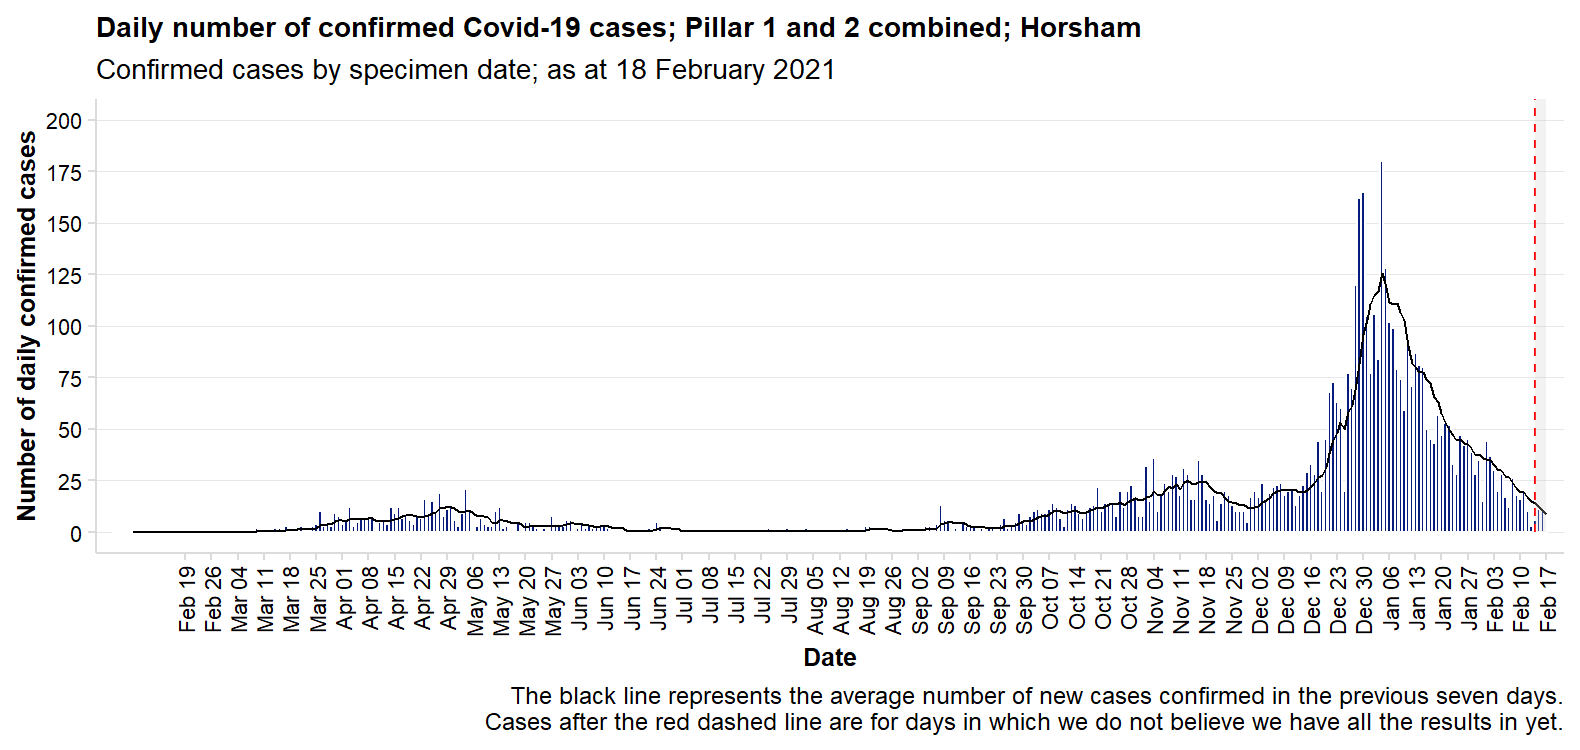 Daily number of confirmed Covid-19 cases; Pillar 1 and 2 combined; Horsham
Confirmed cases by specimen date; as at 18 February 2021
Number of daily confirmed cases
200
175
150
125
100
75
50
25
0
Feb 19
Feb 26
Mar 04
Mar 11
Mar 18
Mar 25
Apr 01
Apr 08
Apr 15
Apr 22
Apr 29
May 06
May 13
May 20
May 27
Jun 03
Jun 10
Jun 17
Jun 24
Jul 01
Jul 08
Jul 15
Jul 22
Jul 29
Aug 05
Aug 12
Aug 19
Aug 26
Sep 02
Sep 09
Sep 16
Sep 23
Sep 30
Oct 07
Oct 14
Oct 21
Oct 28
Nov 04
Nov 11
Nov 18
Nov 25
Dec 02
Dec 09
Dec 16
Dec 23
Dec 30
Jan 06
Jan 13
Jan 20
Jan 27
Feb 03
Feb 10
Feb 17
Date
The black line represents the average number of new cases confirmed in the previous seven days.
Cases after the red dashed line are for days in which we do not believe we have all the results in yet.